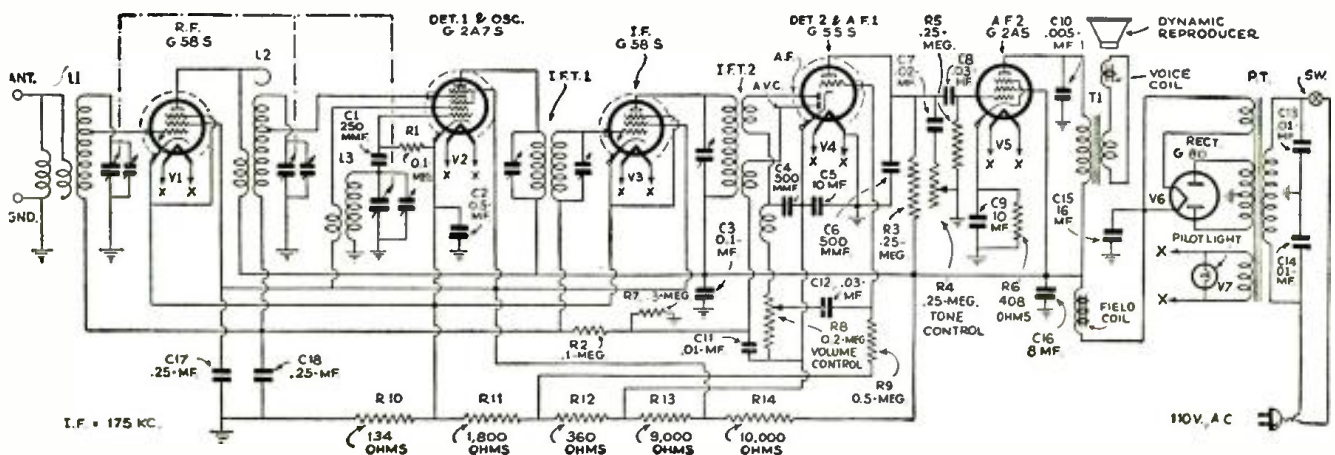 R.F.
G 58 S
DET. 1 & OSC.
G 2A7S
I.F.
G 58 S
DET 2 & A F. 1
G 55 S
R5
.25-
MEG.
A F. 2
G 2A5
C10
.005-
MF
DYNAMIC
REPRODUCER
VOICE
COIL
ANT.
L1
L2
I.F.T. 1
I.F.T. 2
A.F.
A.V.C.
C7
.02-
MF
C8
.03
MF
T1
P.T.
SW.
C13
.01
MF
C1
250
MMF
R1
0.1
L3
V1
V2
V3
V4
V5
RECT.
G 80
V6
C4
500
MMF
C5
10 MF
C9
10
MF
C15
16
MF
GND.
X
X
X
X
X
X
X
X
X
X
C2
C3
0.1-
MF
C6
500
MMF
R3
.25-
MEG
PILOT LIGHT
X
X
V7
C14
.01-
MF
R7
C12
.03-
MF
R4
.25-MEG.
TONE
CONTROL
R6
408
OHMS
FIELD
COIL
R2
.1-MEG
C11
.01-MF
R8
0.2-MEG
VOLUME
CONTROL
C16
8 MF.
R9
0.5-MEG
C17
.25-MF.
C18
.25-MF
I.F. = 175 KC.
R10
134
OHMS
R11
1,800
OHMS
R12
360
OHMS
R13
9,000
OHMS
R14
10,000
OHMS
110V. A C